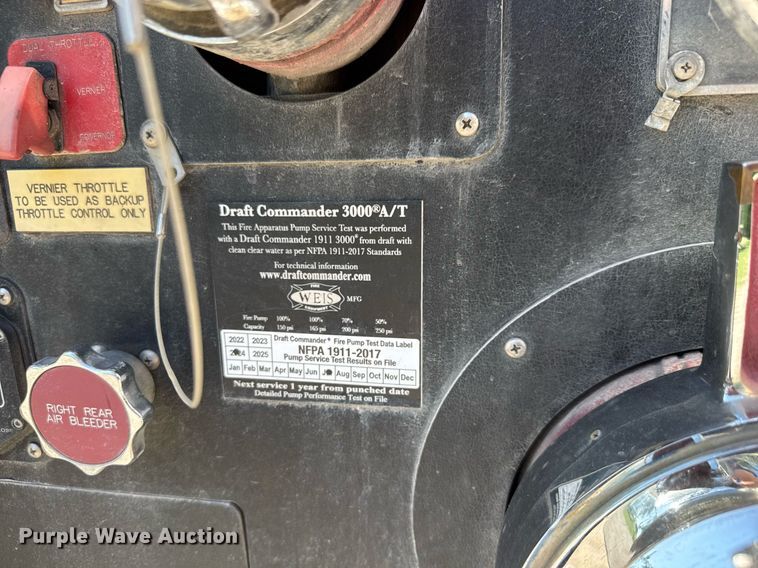 DUAL THROTTLE
VERNIER
GOVERNOR
VERNIER THROTTLE
TO BE USED AS BACKUP
THROTTLE CONTROL ONLY
Draft Commander 3000®A/T
This Fire Apparatus Pump Service Test was performed
with a Draft Commander 1911 3000® from draft with
clean clear water as per NFPA 1911-2017 Standards
For technical information
www.draftcommander.com
FIRE
WEIS MFG
EQUIPMENT
Fire Pump 100% 100% 70% 50%
Capacity 150 psi 165 psi 200 psi 250 psi
2022 2023 Draft Commander® Fire Pump Test Data Label
2024 2025 NFPA 1911-2017
Pump Service Test Results on File
Jan Feb Mar Apr May Jun Aug Sep Oct Nov Dec
Next service 1 year from punched date
Detailed Pump Performance Test on File
RIGHT REAR
AIR BLEEDER
Purple Wave Auction